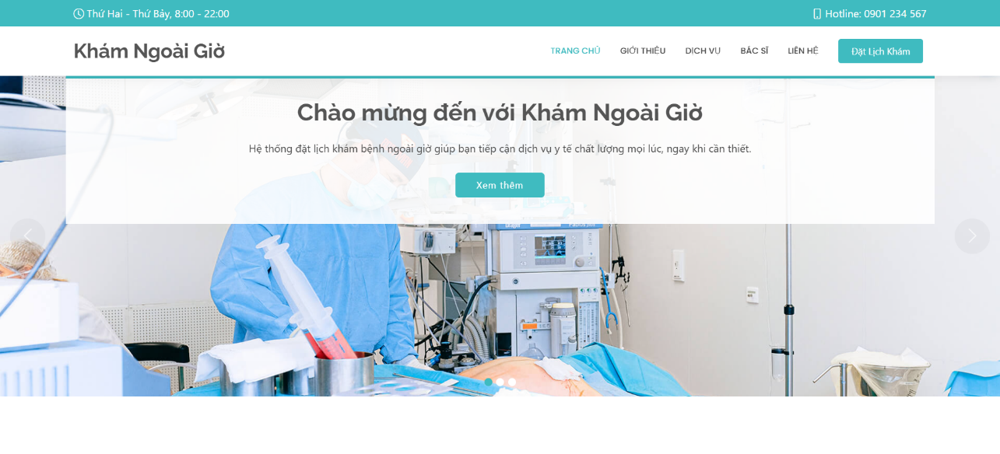 Thứ Hai - Thứ Bảy, 8:00 - 22:00
Hotline: 0901 234 567
Khám Ngoài Giờ
TRANG CHỦ
GIỚI THIỆU
DỊCH VỤ
BÁC SĨ
LIÊN HỆ
Đặt Lịch Khám
Chào mừng đến với Khám Ngoài Giờ
Hệ thống đặt lịch khám bệnh ngoài giờ giúp bạn tiếp cận dịch vụ y tế chất lượng mọi lúc, ngay khi cần thiết.
Xem thêm